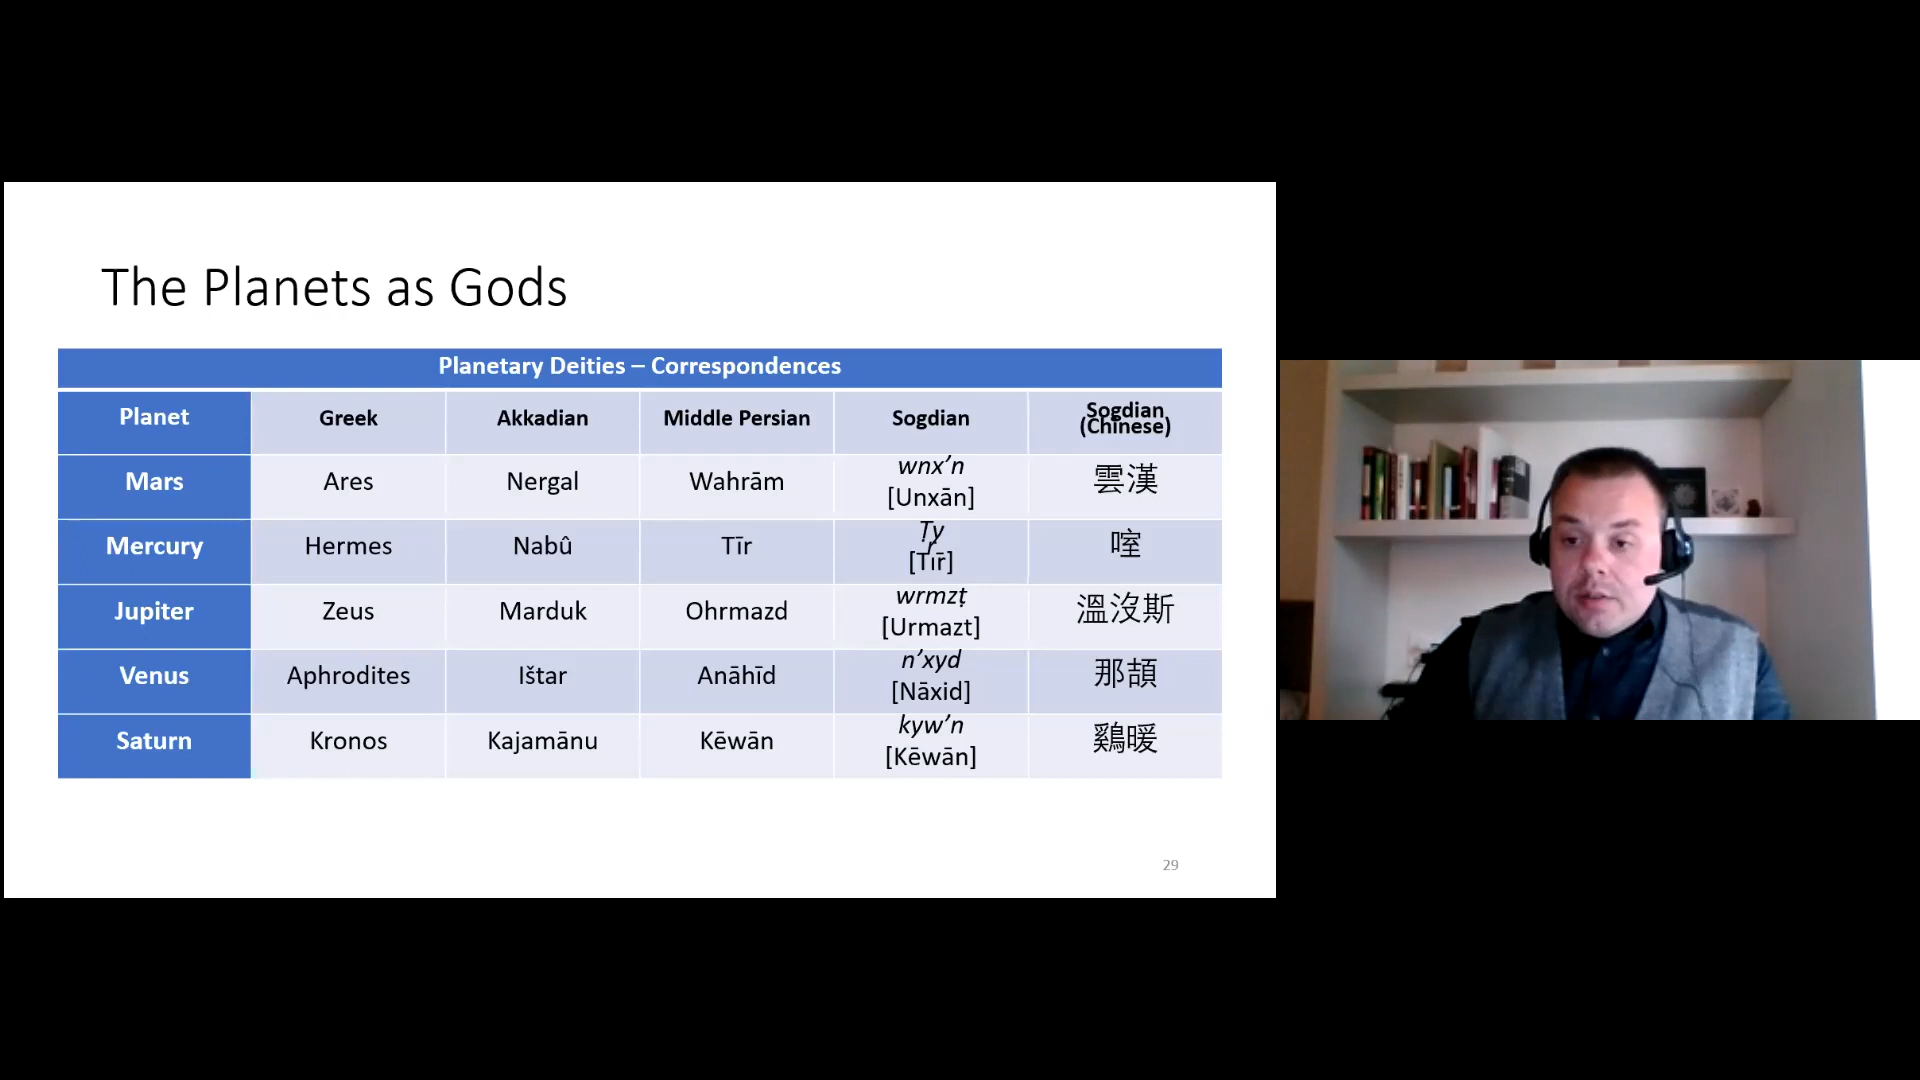 The Planets as Gods
Planetary Deities – Correspondences
Planet
Greek
Akkadian
Middle Persian
Sogdian
Sogdian
(Chinese)
Mars
Ares
Nergal
Wahrām
wnx’n
[Unxān]
雲漢
Mercury
Hermes
Nabû
Tīr
Ṭy
r
[Tīr]
咥
Jupiter
Zeus
Marduk
Ohrmazd
wrmzṭ
[Urmazt]
溫沒斯
Venus
Aphrodites
Ištar
Anāhīd
n’xyd
[Nāxid]
那頡
Saturn
Kronos
Kajamānu
Kēwān
kyw’n
[Kēwān]
鷄暖
29